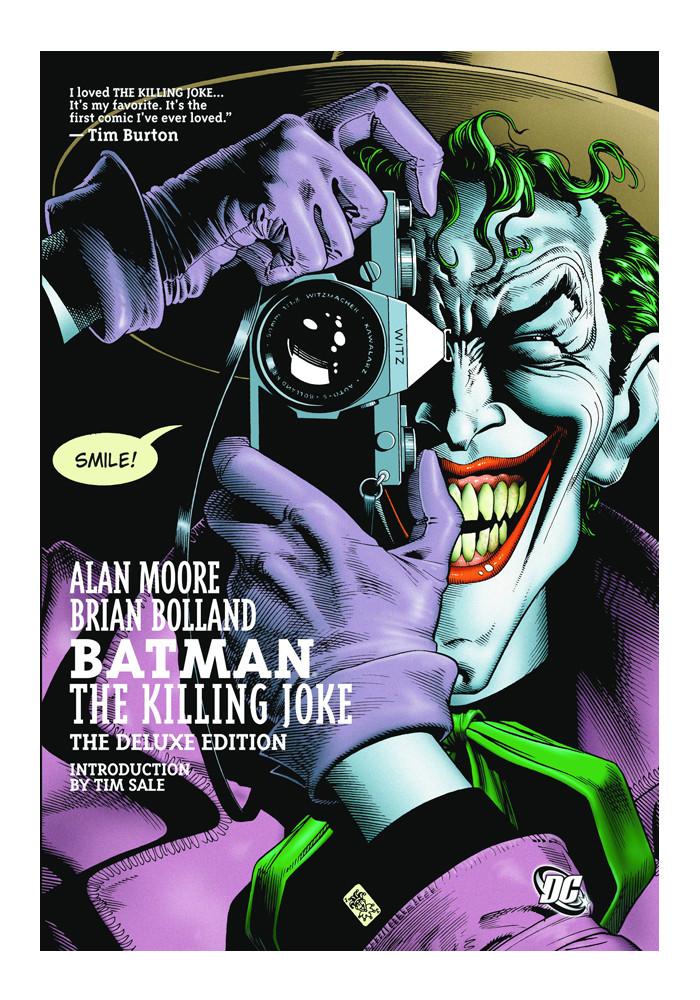 I loved THE KILLING JOKE...
It's my favorite. It's the
first comic I've ever loved."
— Tim Burton
WITZ
SMILE!
ALAN MOORE
BRIAN BOLLAND
BATMAN
THE KILLING JOKE
THE DELUXE EDITION
INTRODUCTION
BY TIM SALE
DC